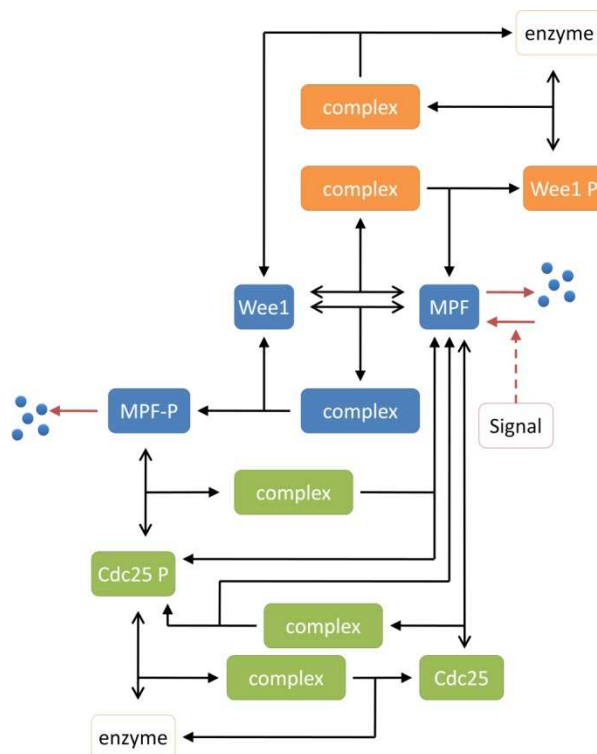 enzyme
complex
complex
Wee1 P
Wee1
MPF
MPF-P
complex
Signal
complex
Cdc25 P
complex
complex
Cdc25
enzyme